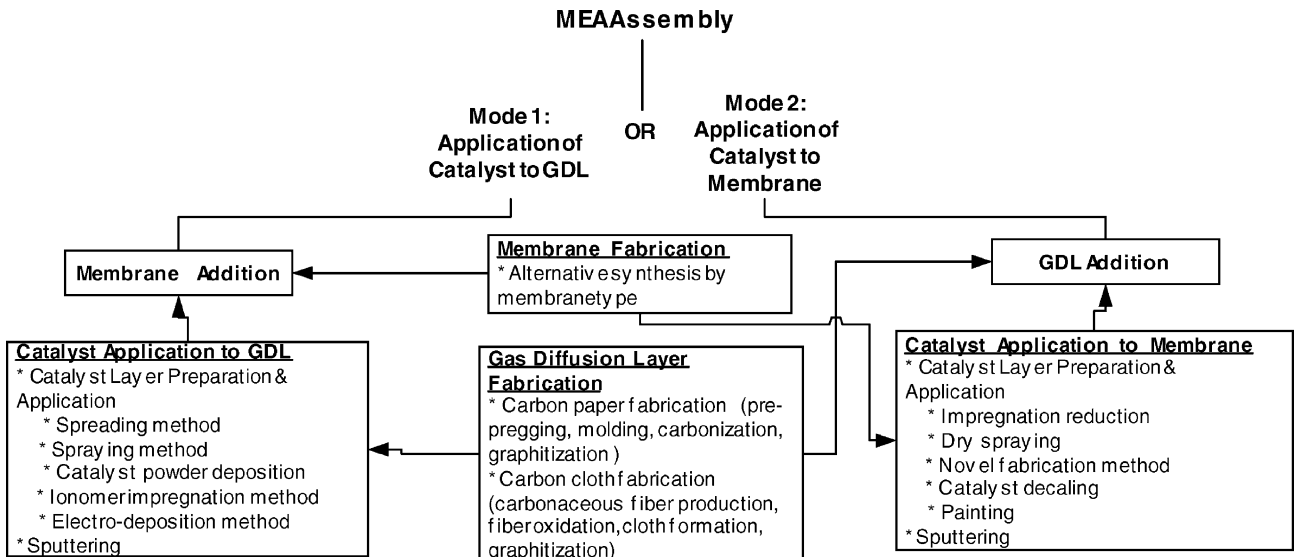 MEA Assembly
Mode 1:
Application of
Catalyst to GDL
OR
Mode 2:
Application of
Catalyst to
Membrane
Membrane Addition
Membrane Fabrication
* Alternative synthesis by
membrane type
GDL Addition
Catalyst Application to GDL
* Catalyst Layer Preparation &
Application
* Spreading method
* Spraying method
* Catalyst powder deposition
* Ionomer impregnation method
* Electro-deposition method
* Sputtering
Gas Diffusion Layer
Fabrication
* Carbon paper fabrication (pre-
pregging, molding, carbonization,
graphitization )
* Carbon cloth fabrication
(carbonaceous fiber production,
fiber oxidation, cloth formation,
graphitization)
Catalyst Application to Membrane
* Catalyst Layer Preparation &
Application
* Impregnation reduction
* Dry spraying
* Novel fabrication method
* Catalyst decaling
* Painting
* Sputtering